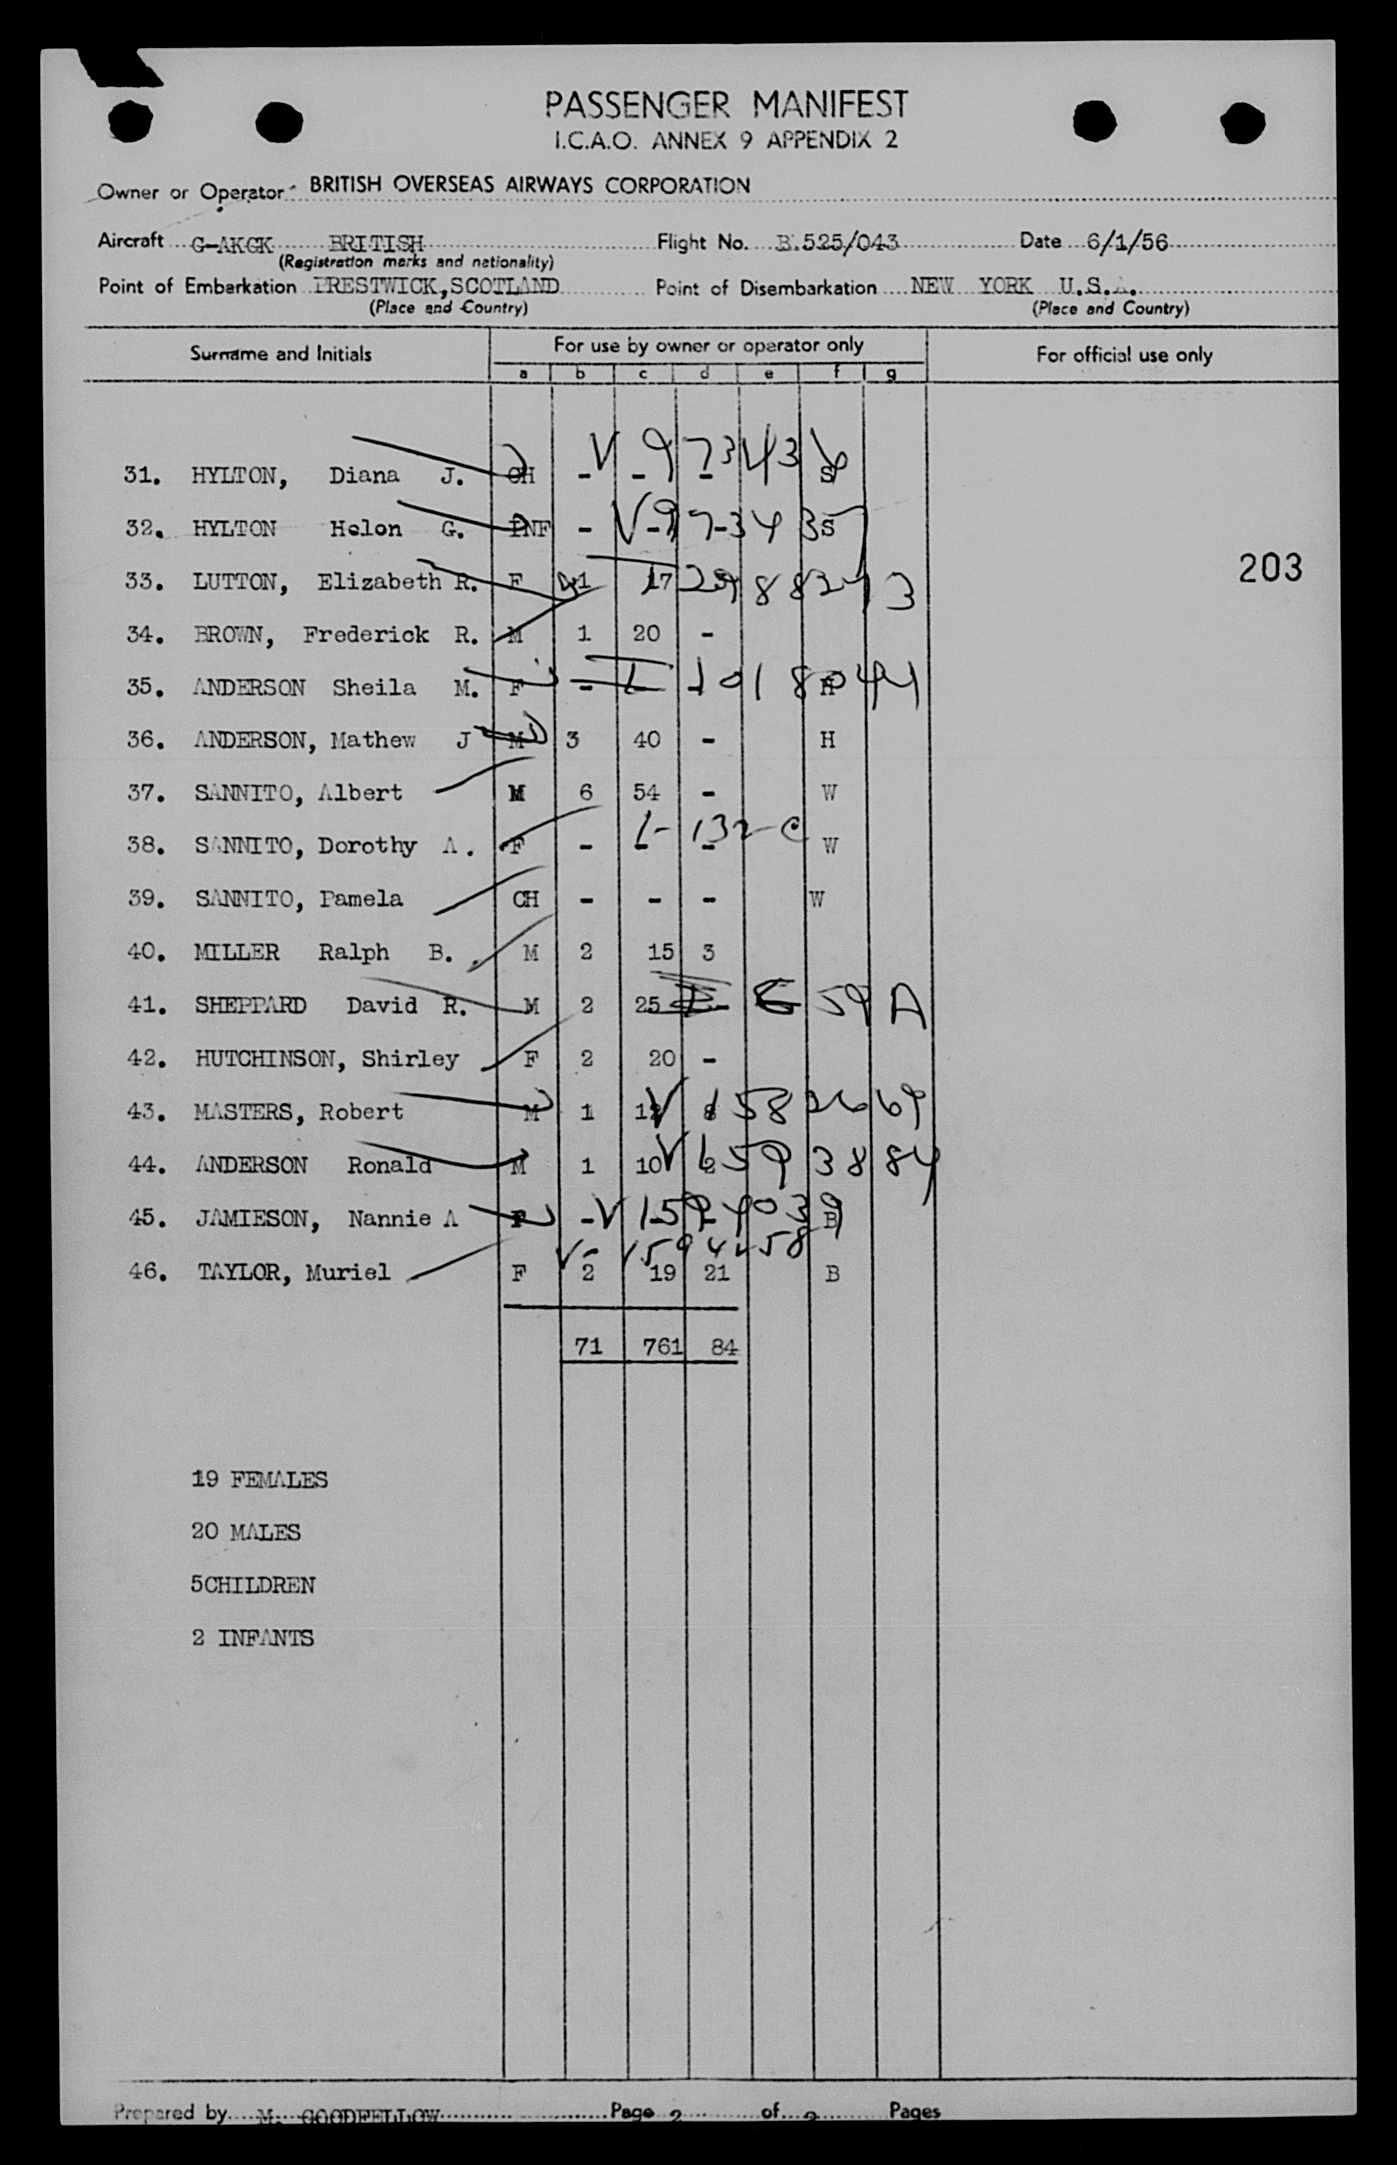 PASSENGER MANIFEST
I.C.A.O. ANNEX 9 APPENDIX 2
Owner or Operator BRITISH OVERSEAS AIRWAYS CORPORATION
Aircraft G-AKGK BRITISH Flight No. B.525/043 Date 6/1/56
(Registration marks and nationality)
Point of Embarkation PRESTWICK,SCOTLAND Point of Disembarkation NEW YORK U.S.A.
(Place and Country) (Place and Country)
Surname and Initials For use by owner or operator only For official use only
a b c d e f g
31. HYLTON, Diana J. CH - - - S
32. HYLTON Helen G. INF - - - S
203
33. LUTTON, Elizabeth R. F 1 17
34. BROWN, Frederick R. M 1 20 -
35. ANDERSON Sheila M. F - - - H
36. ANDERSON, Mathew J M 3 40 - H
37. SANNITO, Albert M 6 54 - W
L-132-C
38. SANNITO, Dorothy A. F - - - W
39. SANNITO, Pamela CH - - - W
40. MILLER Ralph B. M 2 15 3
41. SHEPPARD David R. M 2 25 - 59 A
42. HUTCHINSON, Shirley F 2 20 -
43. MASTERS, Robert M 1 12 8
44. ANDERSON Ronald M 1 10 2
45. JAMIESON, Nannie A F - - - B
46. TAYLOR, Muriel F 2 19 21 B
71 761 84
19 FEMALES
20 MALES
5CHILDREN
2 INFANTS
Prepared by M. GOODFELLOW Page 2 of 2 Pages